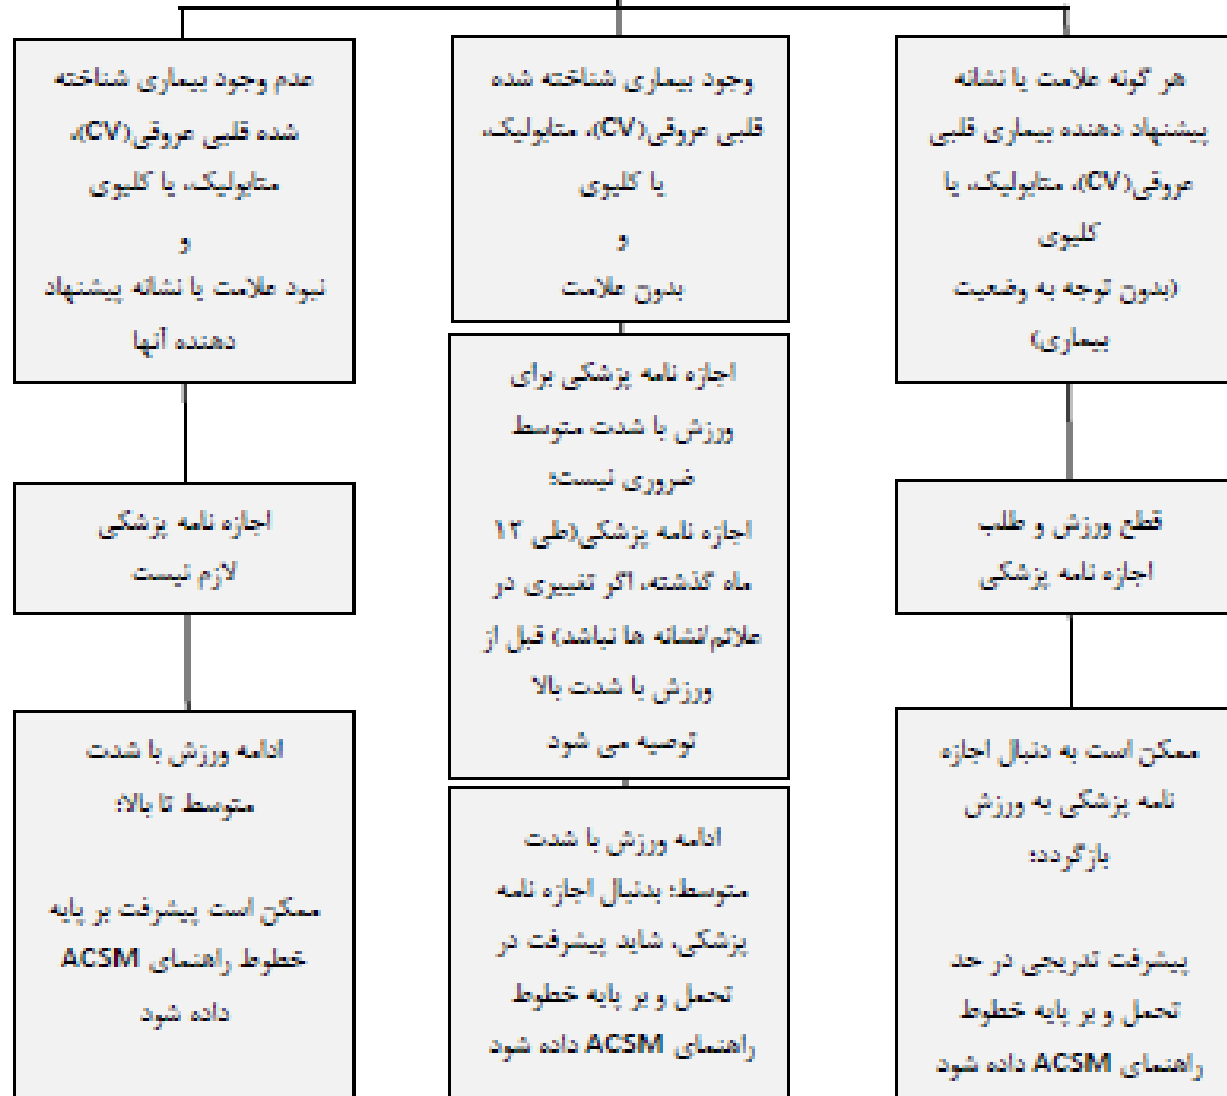 هر گونه علامت یا نشانه
پیشنهاد دهنده بیماری قلبی
عروقی(CV)، متابولیک، یا
کلیوی
(بدون توجه به وضعیت
بیماری)
قطع ورزش و طلب
اجازه نامه پزشکی
ممکن است به دنبال اجازه
نامه پزشکی به ورزش
بازگردد؛
پیشرفت تدریجی در حد
تحمل و بر پایه خطوط
راهنمای ACSM داده شود
وجود بیماری شناخته شده
قلبی عروقی(CV)، متابولیک،
یا کلیوی
و
بدون علامت
اجازه نامه پزشکی برای
ورزش با شدت متوسط
ضروری نیست؛
اجازه نامه پزشکی(طی ۱۲
ماه گذشته، اگر تغییری در
علائم/نشانه ها نباشد) قبل از
ورزش با شدت بالا
توصیه می شود
ادامه ورزش با شدت
متوسط؛ بدنبال اجازه نامه
پزشکی، شاید پیشرفت در
تحمل و بر پایه خطوط
راهنمای ACSM داده شود
عدم وجود بیماری شناخته
شده قلبی عروقی(CV)،
متابولیک، یا کلیوی
و
نبود علامت یا نشانه پیشنهاد
دهنده آنها
اجازه نامه پزشکی
لازم نیست
ادامه ورزش با شدت
متوسط تا بالا؛
ممکن است پیشرفت بر پایه
خطوط راهنمای ACSM
داده شود